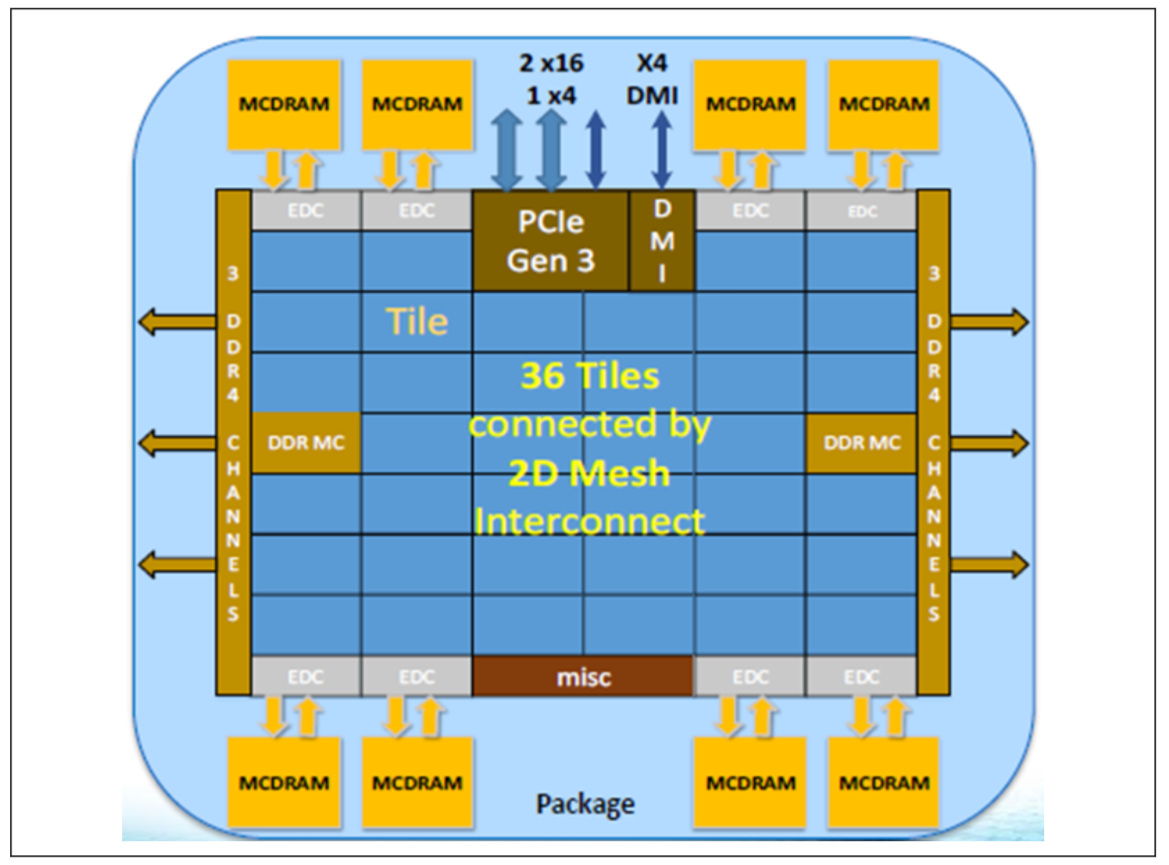 2 x16
1 x4
X4
DMI
MCDRAM
MCDRAM
MCDRAM
MCDRAM
EDC
EDC
PCIe
Gen 3
D
M
I
EDC
EDC
3
D
D
R
4
C
H
A
N
N
E
L
S
Tile
36 Tiles
connected by
2D Mesh
Interconnect
DDR MC
DDR MC
3
D
D
R
4
C
H
A
N
N
E
L
S
EDC
EDC
misc
EDC
EDC
MCDRAM
MCDRAM
Package
MCDRAM
MCDRAM